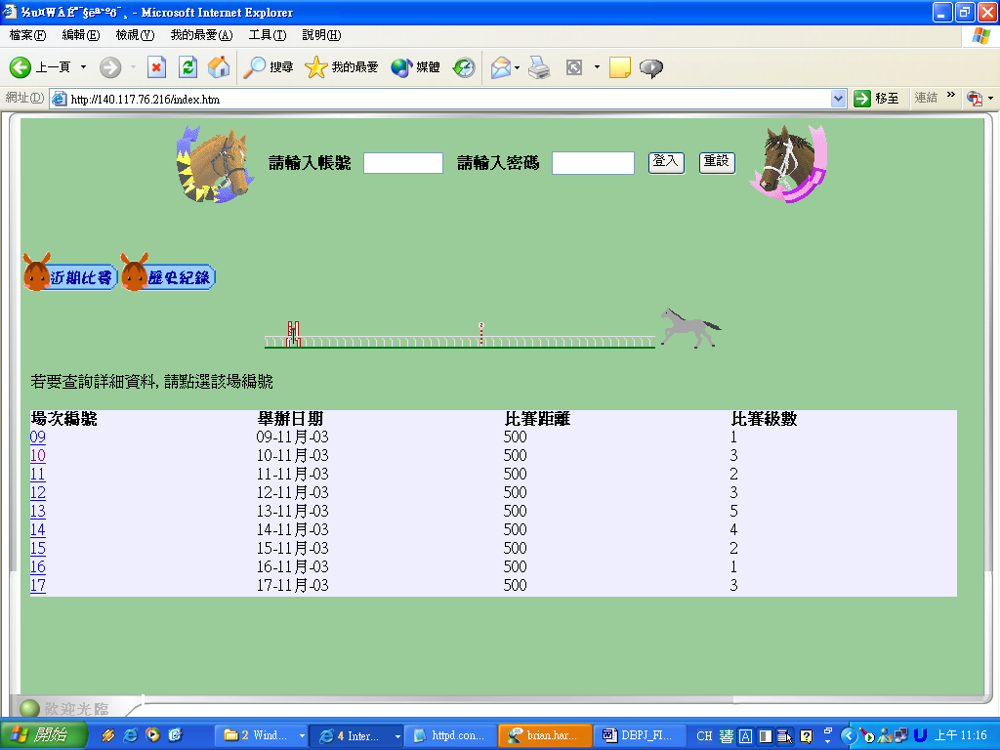 - Microsoft Internet Explorer
檔案(F) 編輯(E) 檢視(V) 我的最愛(A) 工具(T) 說明(H)
上一頁 搜尋 我的最愛 媒體
網址(D) http://140.117.76.216/index.htm 移至 連結 »
請輸入帳號 請輸入密碼 登入 重設
近期比賽 歷史紀錄
2
若要查詢詳細資料, 請點選該場編號
場次編號 舉辦日期 比賽距離 比賽級數
09 09-11月-03 500 1
10 10-11月-03 500 3
11 11-11月-03 500 2
12 12-11月-03 500 3
13 13-11月-03 500 5
14 14-11月-03 500 4
15 15-11月-03 500 2
16 16-11月-03 500 1
17 17-11月-03 500 3
歡迎光臨
開始 2 Wind... 4 Inter... httpd.con... brian.har... DBPJ_Fl... CH A 上午 11:16